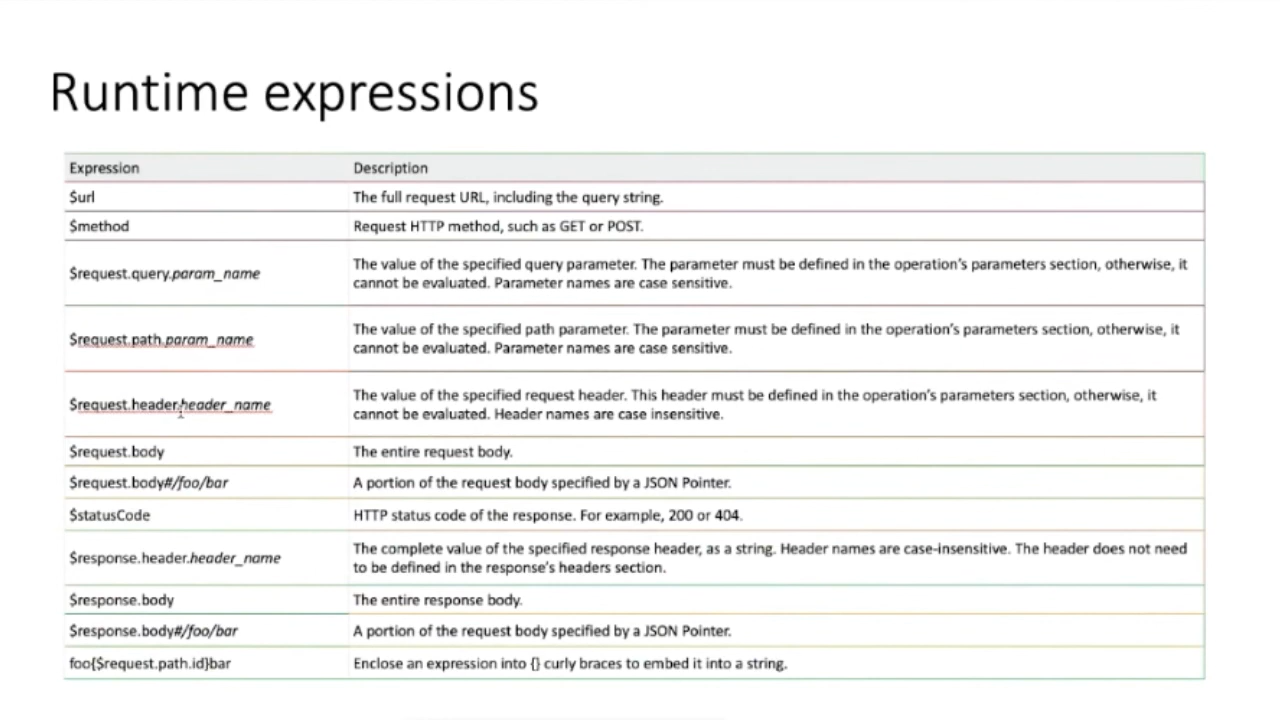 Runtime expressions
Expression Description
$url The full request URL, including the query string.
$method Request HTTP method, such as GET or POST.
$request.query.param_name The value of the specified query parameter. The parameter must be defined in the operation's parameters section, otherwise, it
cannot be evaluated. Parameter names are case sensitive.
$request.path.param_name The value of the specified path parameter. The parameter must be defined in the operation's parameters section, otherwise, it
cannot be evaluated. Parameter names are case sensitive.
$request.header.header_name The value of the specified request header. This header must be defined in the operation's parameters section, otherwise, it
cannot be evaluated. Header names are case insensitive.
$request.body The entire request body.
$request.body#/foo/bar A portion of the request body specified by a JSON Pointer.
$statusCode HTTP status code of the response. For example, 200 or 404.
$response.header.header_name The complete value of the specified response header, as a string. Header names are case-insensitive. The header does not need
to be defined in the response's headers section.
$response.body The entire response body.
$response.body#/foo/bar A portion of the request body specified by a JSON Pointer.
foo{$request.path.id}bar Enclose an expression into {} curly braces to embed it into a string.